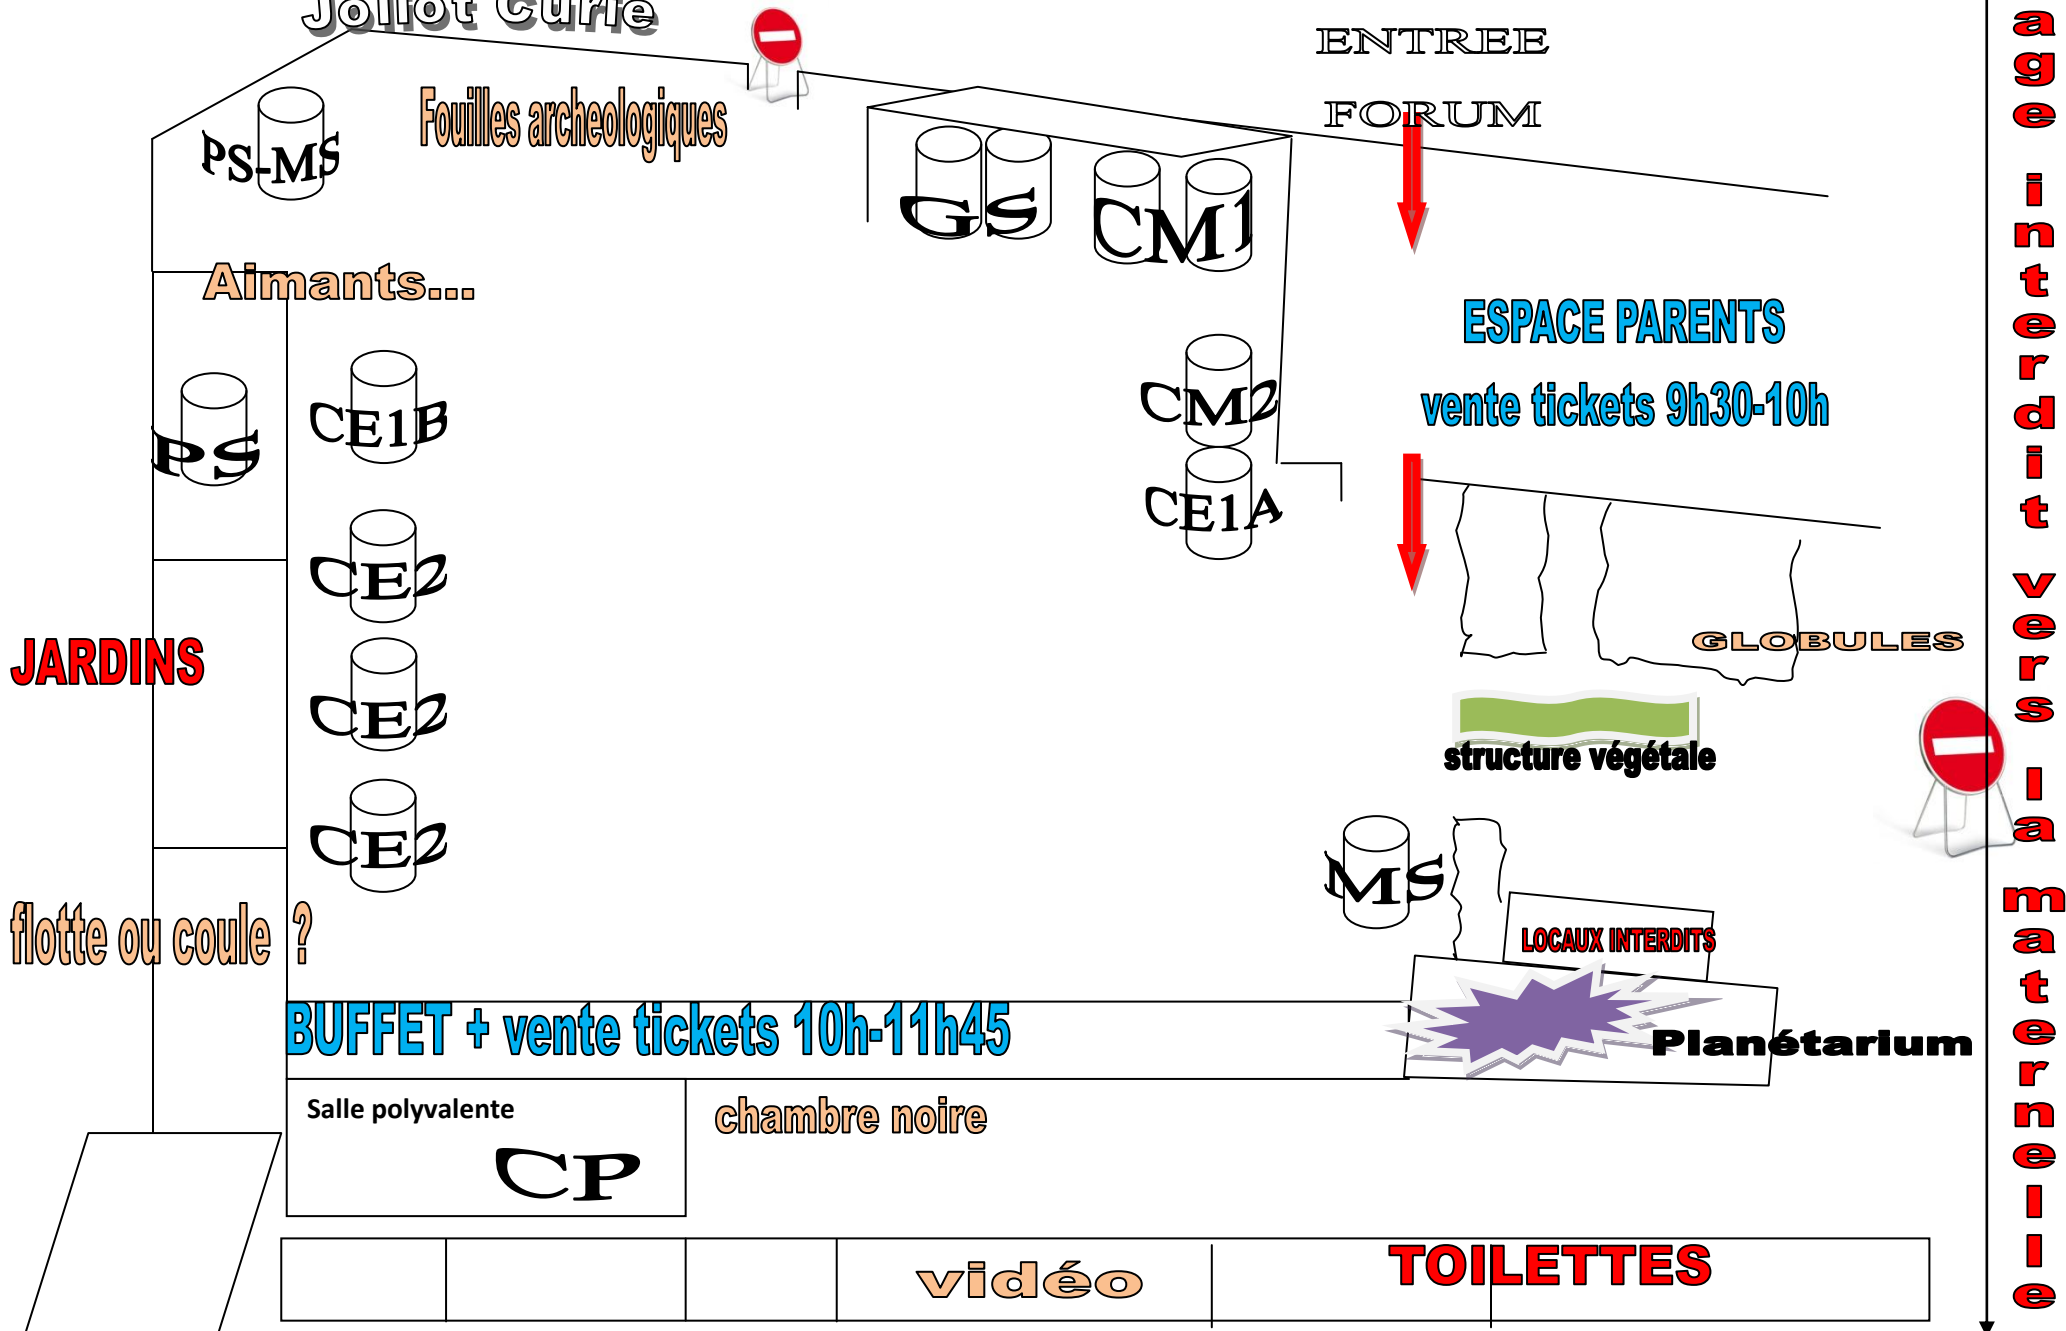 Joliot Curie
ENTREE
FORUM
Fouilles archeologiques
PS-MS
GS
CM1
Aimants...
ESPACE PARENTS
vente tickets 9h30-10h
PS
CE1B
CM2
CE1A
CE2
JARDINS
CE2
GLOBULES
structure végétale
CE2
MS
flotte ou coule ?
LOCAUX INTERDITS
BUFFET + vente tickets 10h-11h45
Planétarium
Salle polyvalente
chambre noire
CP
vidéo
TOILETTES
age interdit vers la maternelle